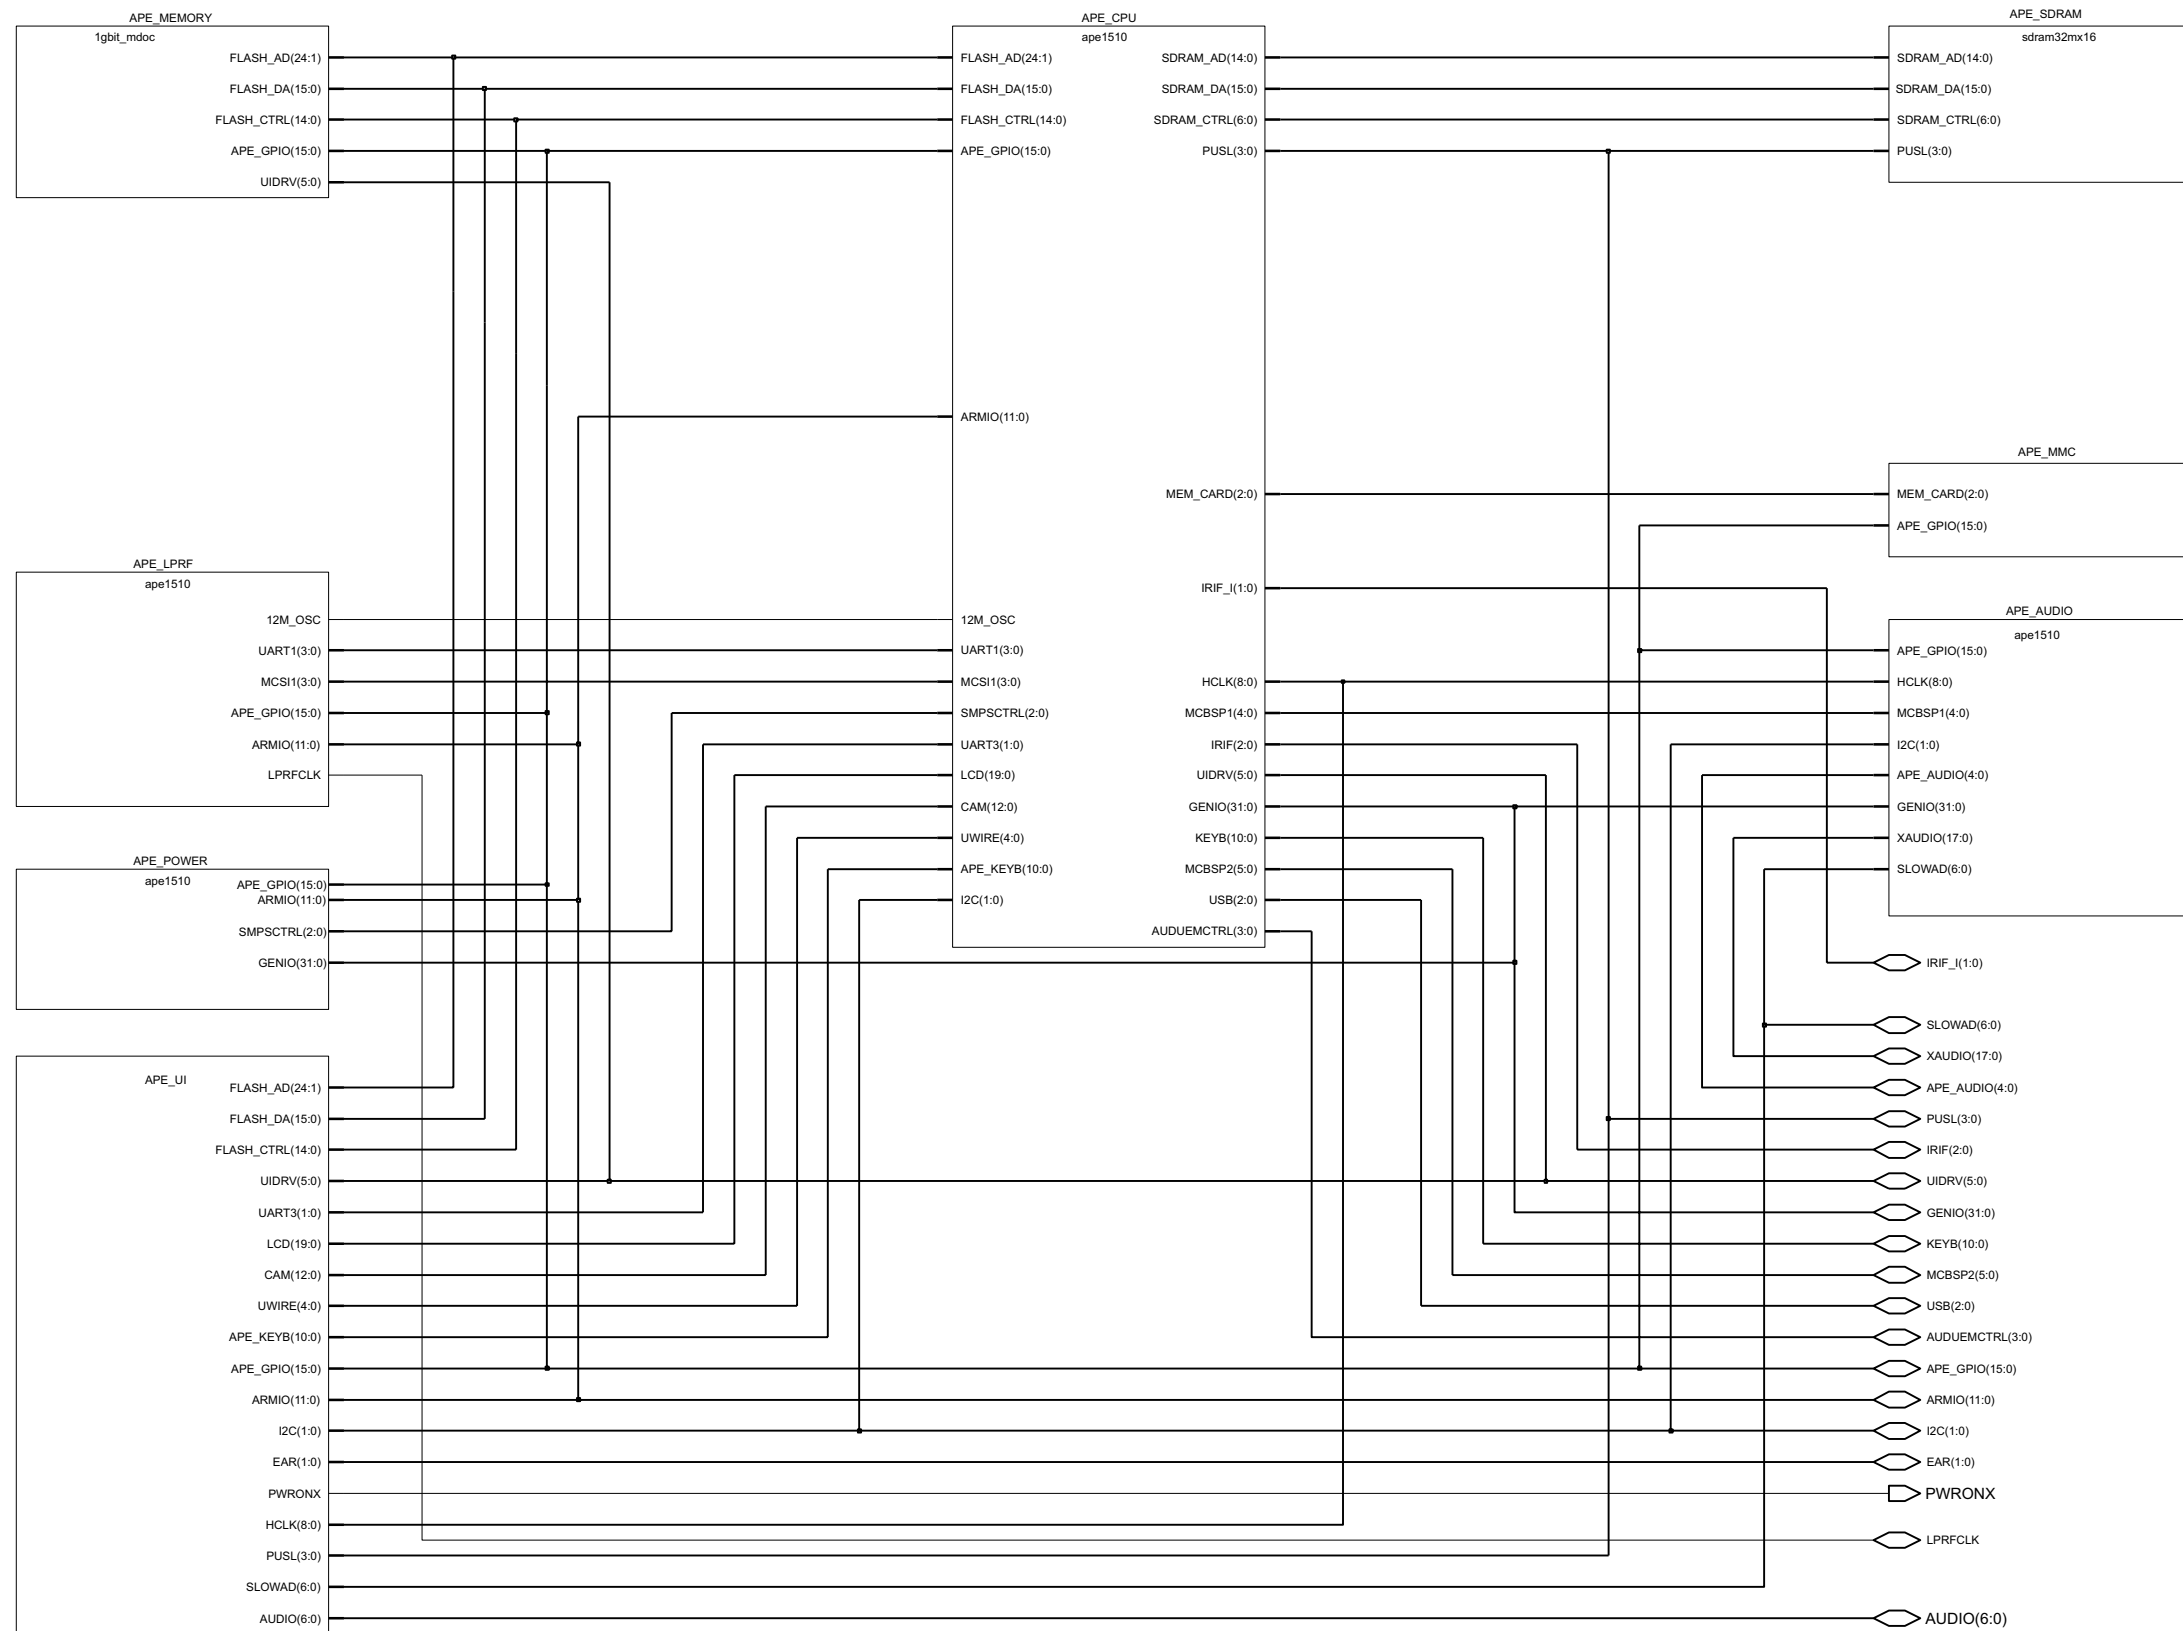 APE_MEMORY
1gbit_mdoc
FLASH_AD(24:1)
FLASH_DA(15:0)
FLASH_CTRL(14:0)
APE_GPIO(15:0)
UIDRV(5:0)
APE_LPRF
ape1510
12M_OSC
UART1(3:0)
MCSI1(3:0)
APE_GPIO(15:0)
ARMIO(11:0)
LPRFCLK
APE_POWER
ape1510
APE_GPIO(15:0)
ARMIO(11:0)
SMPSCTRL(2:0)
GENIO(31:0)
APE_UI
FLASH_AD(24:1)
FLASH_DA(15:0)
FLASH_CTRL(14:0)
UIDRV(5:0)
UART3(1:0)
LCD(19:0)
CAM(12:0)
UWIRE(4:0)
APE_KEYB(10:0)
APE_GPIO(15:0)
ARMIO(11:0)
I2C(1:0)
EAR(1:0)
PWRONX
HCLK(8:0)
PUSL(3:0)
SLOWAD(6:0)
AUDIO(6:0)
APE_CPU
ape1510
FLASH_AD(24:1)
FLASH_DA(15:0)
FLASH_CTRL(14:0)
APE_GPIO(15:0)
ARMIO(11:0)
12M_OSC
UART1(3:0)
MCSI1(3:0)
SMPSCTRL(2:0)
UART3(1:0)
LCD(19:0)
CAM(12:0)
UWIRE(4:0)
APE_KEYB(10:0)
I2C(1:0)
SDRAM_AD(14:0)
SDRAM_DA(15:0)
SDRAM_CTRL(6:0)
PUSL(3:0)
MEM_CARD(2:0)
IRIF_I(1:0)
HCLK(8:0)
MCBSP1(4:0)
IRIF(2:0)
UIDRV(5:0)
GENIO(31:0)
KEYB(10:0)
MCBSP2(5:0)
USB(2:0)
AUDUEMCTRL(3:0)
APE_SDRAM
sdram32mx16
SDRAM_AD(14:0)
SDRAM_DA(15:0)
SDRAM_CTRL(6:0)
PUSL(3:0)
APE_MMC
MEM_CARD(2:0)
APE_GPIO(15:0)
APE_AUDIO
ape1510
APE_GPIO(15:0)
HCLK(8:0)
MCBSP1(4:0)
I2C(1:0)
APE_AUDIO(4:0)
GENIO(31:0)
XAUDIO(17:0)
SLOWAD(6:0)
IRIF_I(1:0)
SLOWAD(6:0)
XAUDIO(17:0)
APE_AUDIO(4:0)
PUSL(3:0)
IRIF(2:0)
UIDRV(5:0)
GENIO(31:0)
KEYB(10:0)
MCBSP2(5:0)
USB(2:0)
AUDUEMCTRL(3:0)
APE_GPIO(15:0)
ARMIO(11:0)
I2C(1:0)
EAR(1:0)
PWRONX
LPRFCLK
AUDIO(6:0)